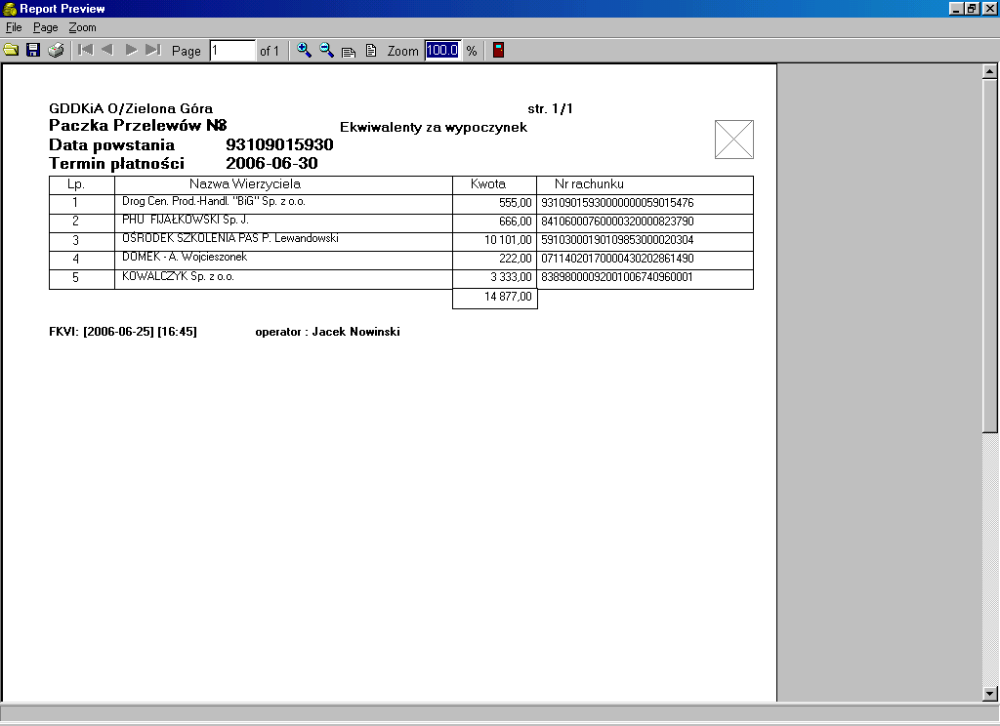 Report Preview
File Page Zoom
Page 1 of 1 Zoom 100.0 %
GDDKiA O/Zielona Góra str. 1/1
Paczka Przelewów N8 Ekwiwalenty za wypoczynek
Data powstania 93109015930
Termin płatności 2006-06-30
Lp. Nazwa Wierzyciela Kwota Nr rachunku
1 Drog Cen. Prod.-Handl. "BiG" Sp. z o.o. 555,00 93109015930000000059015476
2 PHU FIJAŁKOWSKI Sp. J. 666,00 84106000760000320000823790
3 OŚRODEK SZKOLENIA PAS P. Lewandowski 10 101,00 59103000190109853000020304
4 DOMEK - A. Wojcieszonek 222,00 07114020170000430202861490
5 KOWALCZYK Sp. z o.o. 3 333,00 83898000092001006740960001
14 877,00
FKVI: [2006-06-25] [16:45] operator : Jacek Nowinski